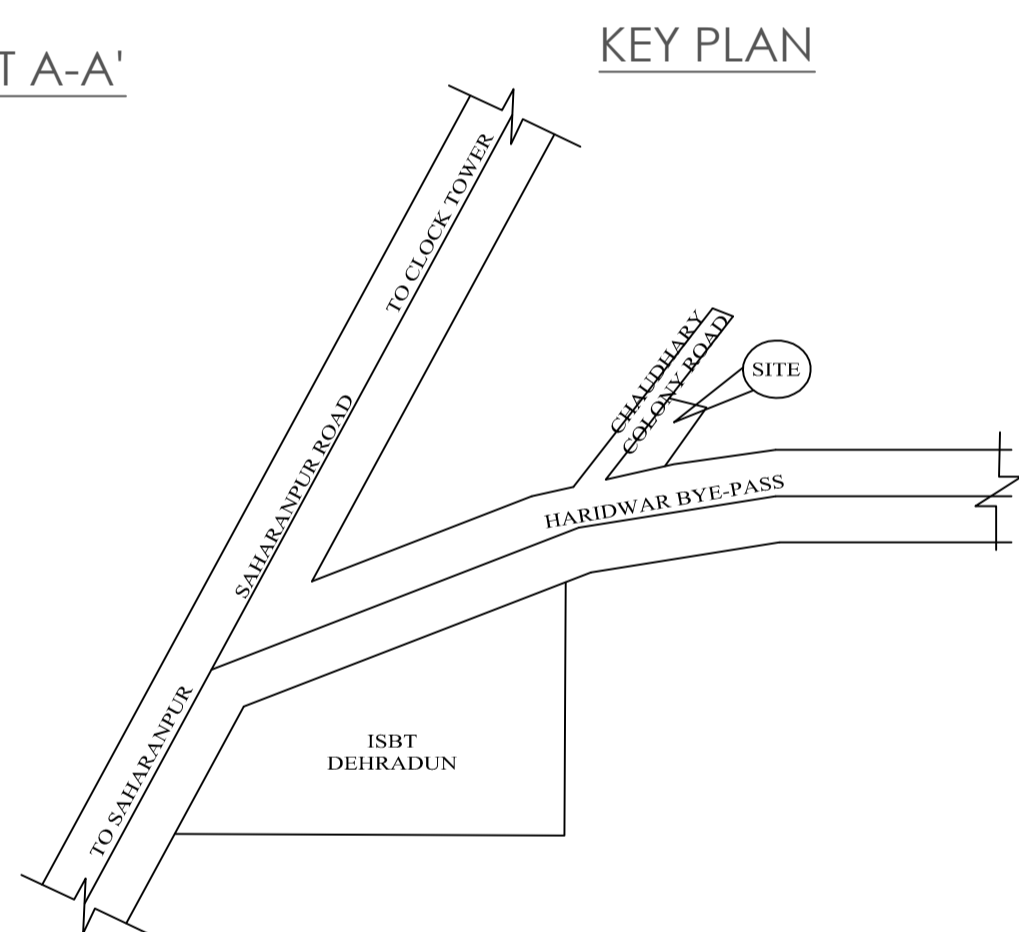 T A-A'
KEY PLAN
TO CLOCK TOWER
SAHARANPUR ROAD
TO SAHARANPUR
CHAUDHARY
COLONY ROAD
SITE
HARIDWAR BYE-PASS
ISBT
DEHRADUN